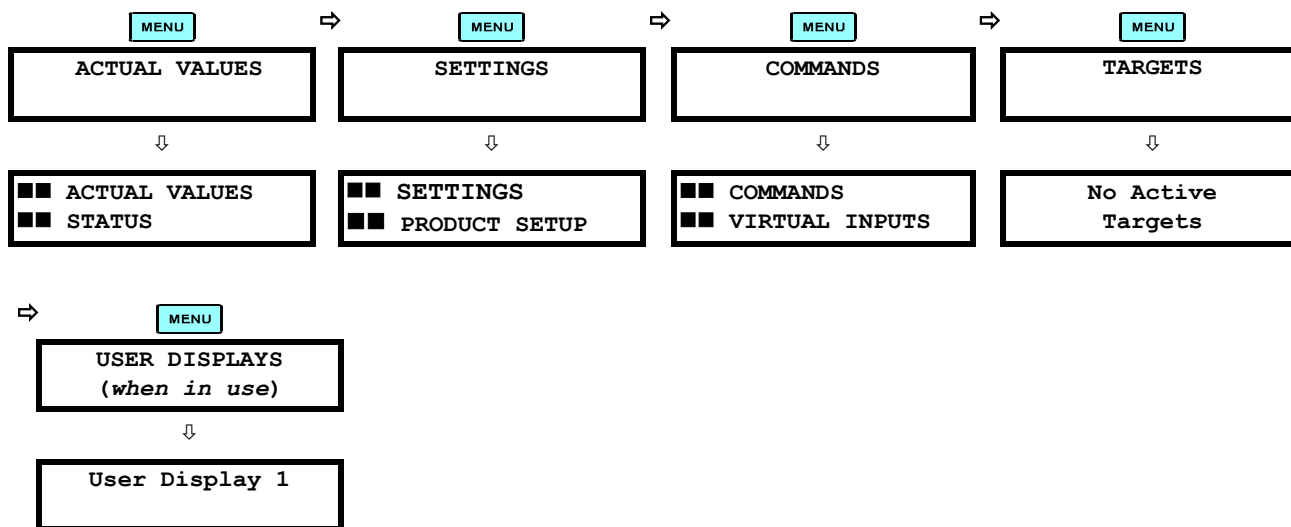 MENU
MENU
MENU
MENU
ACTUAL VALUES
SETTINGS
COMMANDS
TARGETS
ACTUAL VALUES
STATUS
SETTINGS
PRODUCT SETUP
COMMANDS
VIRTUAL INPUTS
No Active
Targets
MENU
USER DISPLAYS
(when in use)
User Display 1